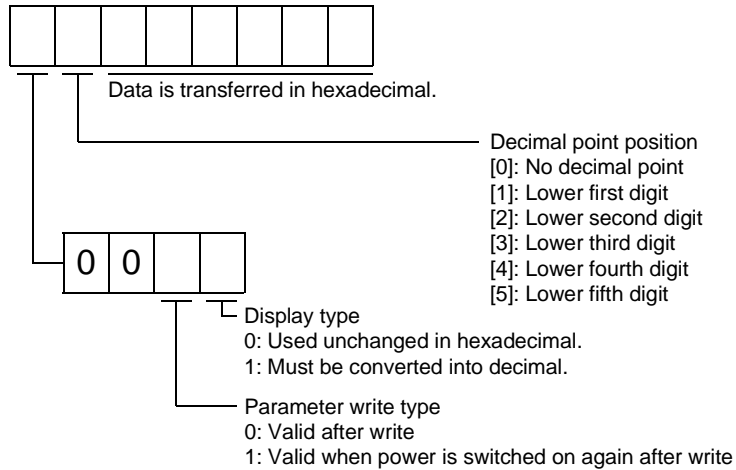 Data is transferred in hexadecimal.
Decimal point position
[0]: No decimal point
[1]: Lower first digit
[2]: Lower second digit
[3]: Lower third digit
[4]: Lower fourth digit
[5]: Lower fifth digit
0 0
Display type
0: Used unchanged in hexadecimal.
1: Must be converted into decimal.
Parameter write type
0: Valid after write
1: Valid when power is switched on again after write